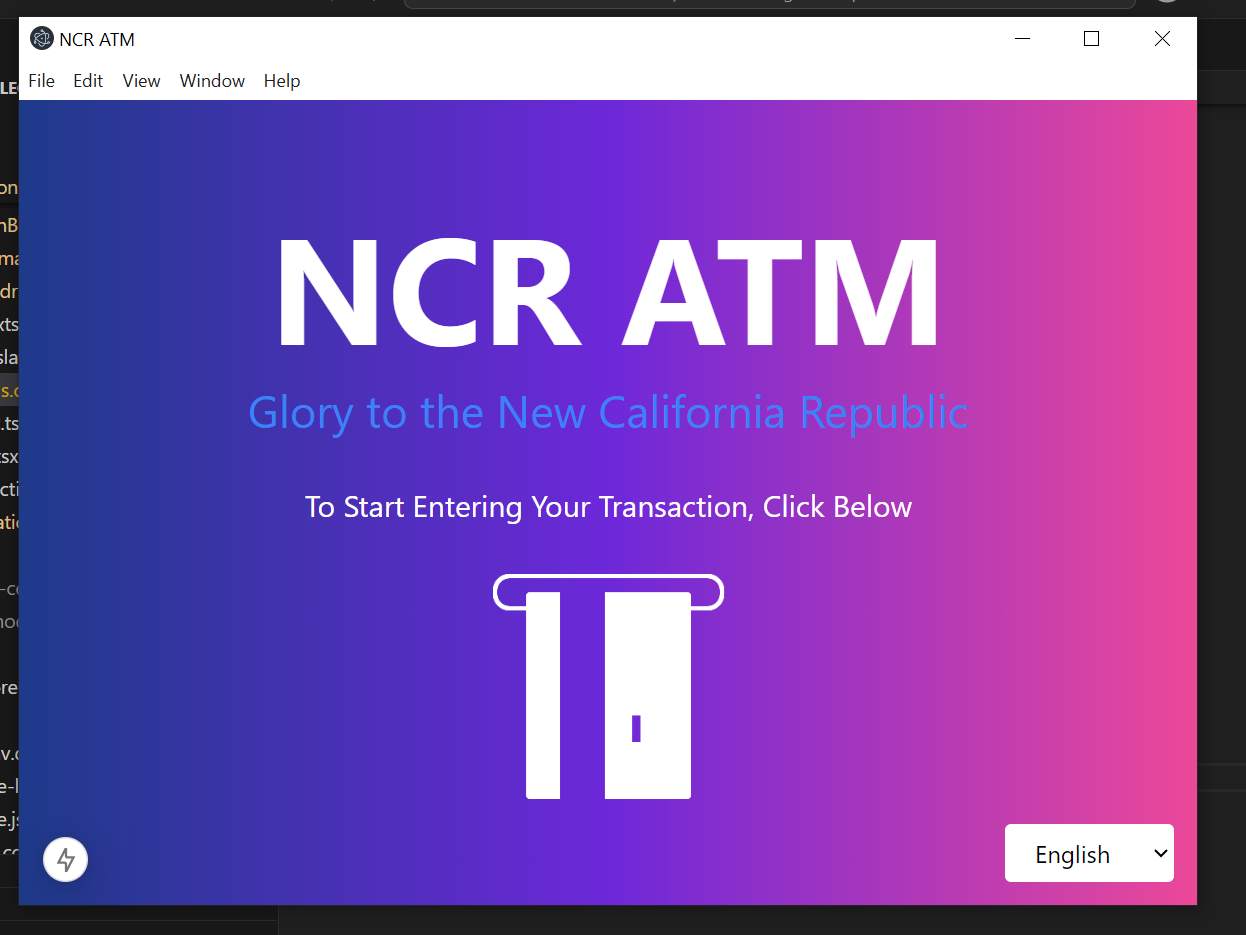 NCR ATM
File Edit View Window Help
NCR ATM
Glory to the New California Republic
To Start Entering Your Transaction, Click Below
English